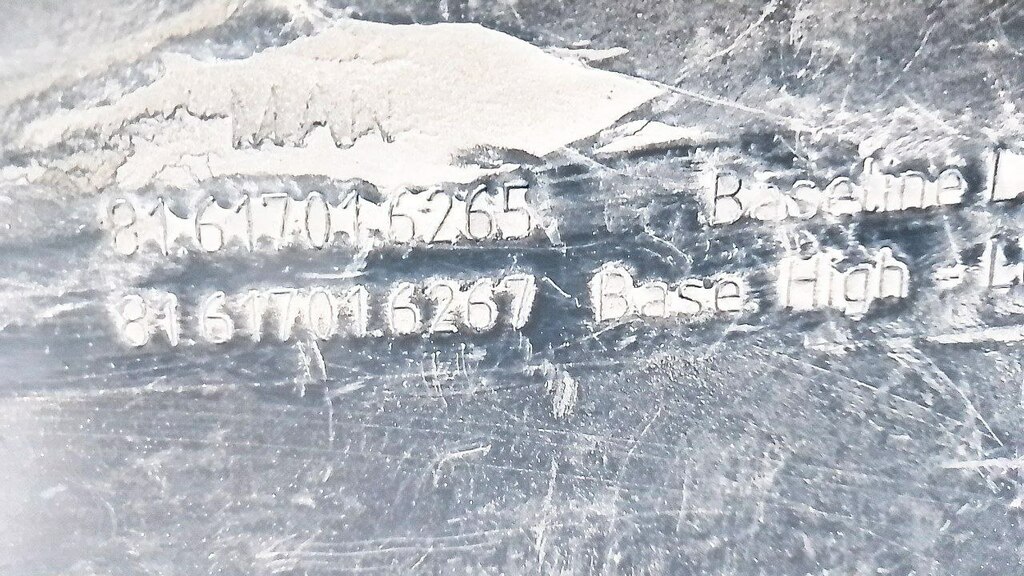 MAN
81.61701.6265 Baseline L
81.61701.6267 Base High - L